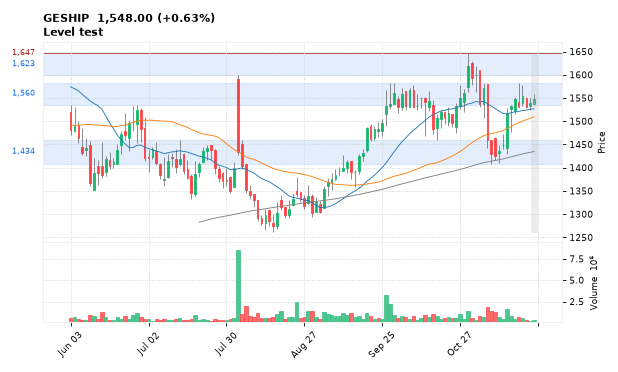 GESHIP 1,548.00 (+0.63%)
Level test
1,647
1,623
1,560
1,434
1650
1600
1550
1500
1450
1400
1350
1300
1250
Price
7.5
5.0
2.5
Volume 10⁶
Jun 03
Jul 02
Jul 30
Aug 27
Sep 25
Oct 27